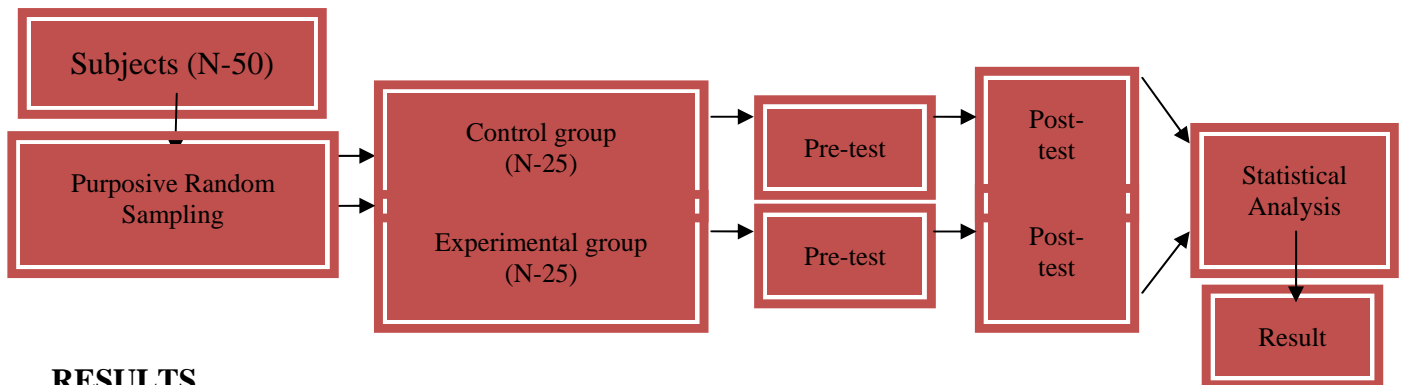 Subjects (N-50)
Purposive Random
Sampling
Control group
(N-25)
Experimental group
(N-25)
Pre-test
Pre-test
Post-
test
Post-
test
Statistical
Analysis
Result
RESULTS